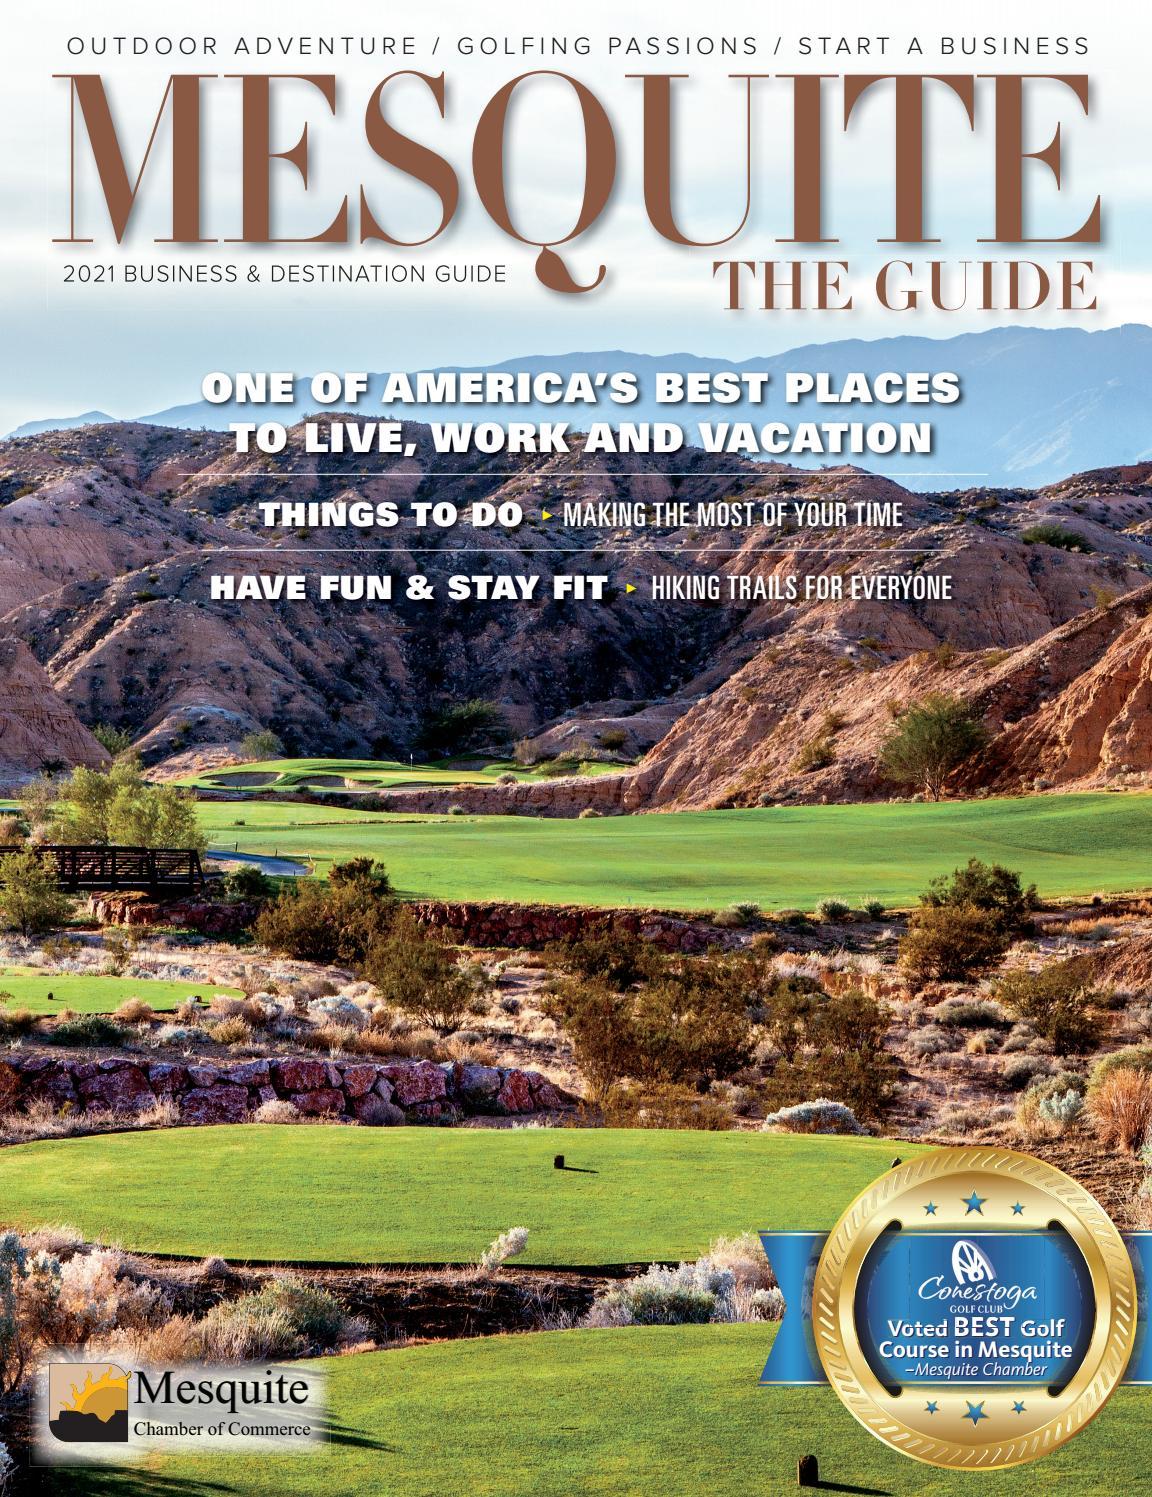 OUTDOOR ADVENTURE / GOLFING PASSIONS / START A BUSINESS
MESQUITE
2021 BUSINESS & DESTINATION GUIDE
THE GUIDE
ONE OF AMERICA'S BEST PLACES
TO LIVE, WORK AND VACATION
THINGS TO DO ▸ MAKING THE MOST OF YOUR TIME
HAVE FUN & STAY FIT ▸ HIKING TRAILS FOR EVERYONE
Conestoga
GOLF CLUB
Voted BEST Golf
Course in Mesquite
–Mesquite Chamber
Mesquite
Chamber of Commerce